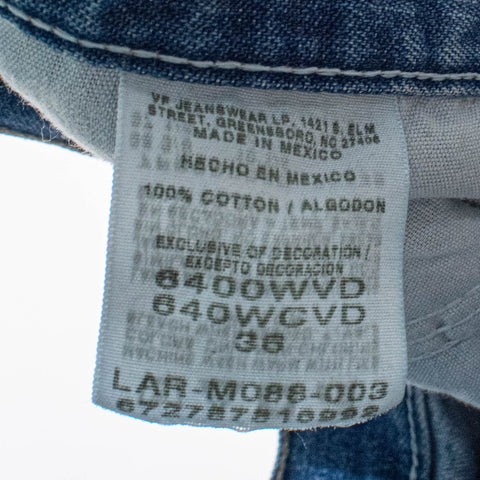 VF JEANSWEAR LP, 1421 S. ELM
STREET, GREENSBORO, NC 27406
MADE IN MEXICO
HECHO EN MEXICO
100% COTTON / ALGODON
EXCLUSIVE OF DECORATION /
EXCEPTO DECORACION
6400WVD
640WCVD
36
LAR-M088-003